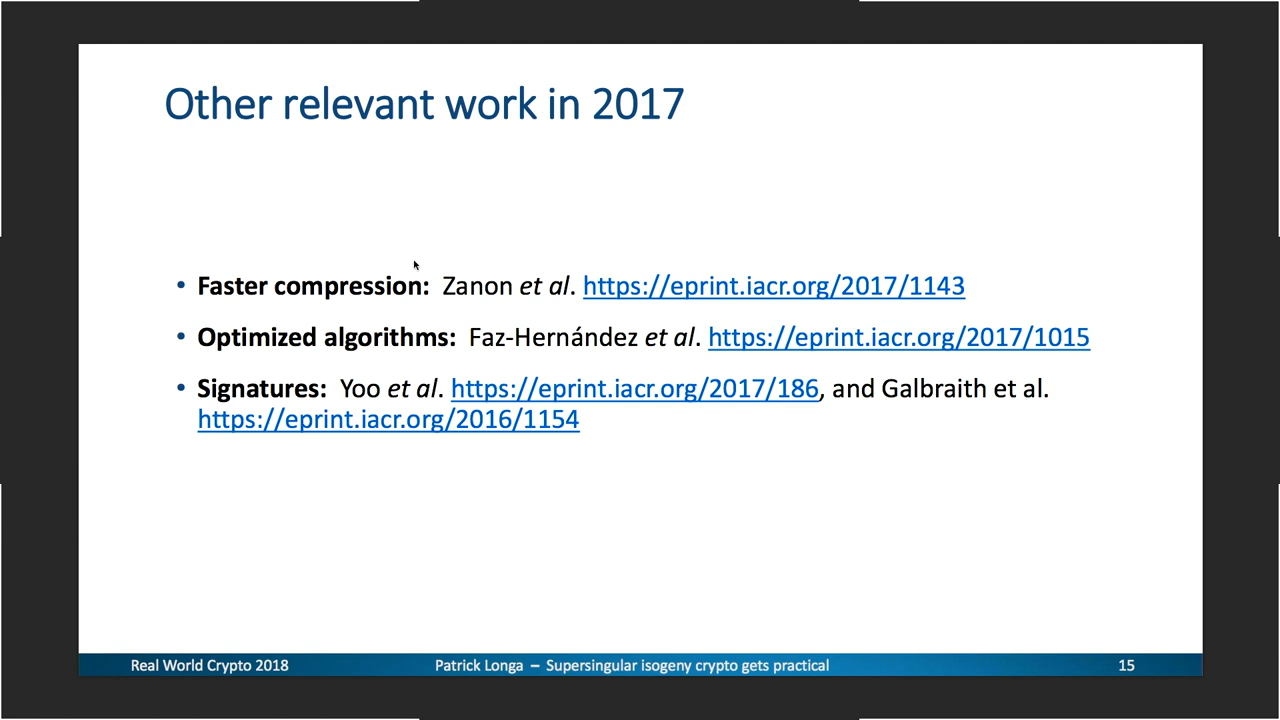 Other relevant work in 2017
• Faster compression: Zanon et al. https://eprint.iacr.org/2017/1143
• Optimized algorithms: Faz-Hernández et al. https://eprint.iacr.org/2017/1015
• Signatures: Yoo et al. https://eprint.iacr.org/2017/186, and Galbraith et al.
https://eprint.iacr.org/2016/1154
Real World Crypto 2018 Patrick Longa – Supersingular isogeny crypto gets practical 15